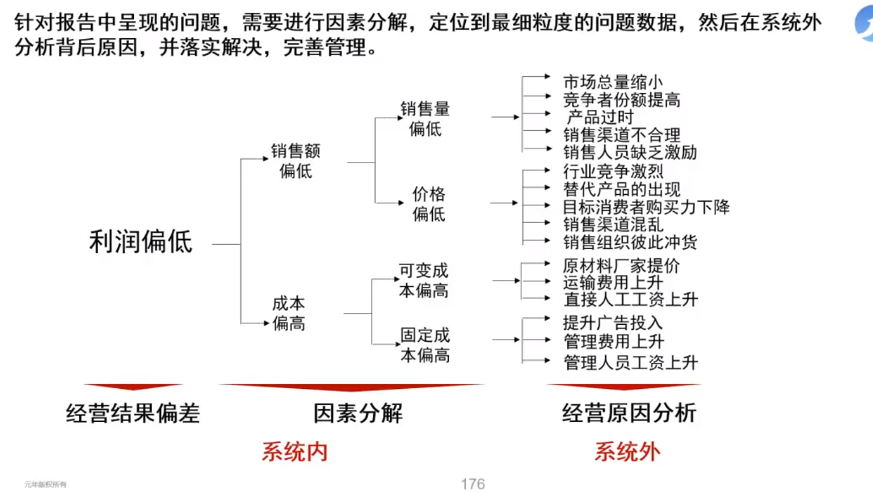 针对报告中呈现的问题，需要进行因素分解，定位到最细粒度的问题数据，然后在系统外
分析背后原因，并落实解决，完善管理。
利润偏低
销售额
偏低
成本
偏高
销售量
偏低
价格
偏低
可变成
本偏高
固定成
本偏高
市场总量缩小
竞争者份额提高
产品过时
销售渠道不合理
销售人员缺乏激励
行业竞争激烈
替代产品的出现
目标消费者购买力下降
销售渠道混乱
销售组织彼此冲货
原材料厂家提价
运输费用上升
直接人工工资上升
提升广告投入
管理费用上升
管理人员工资上升
经营结果偏差
因素分解
经营原因分析
系统内
系统外
元年版权所有
176